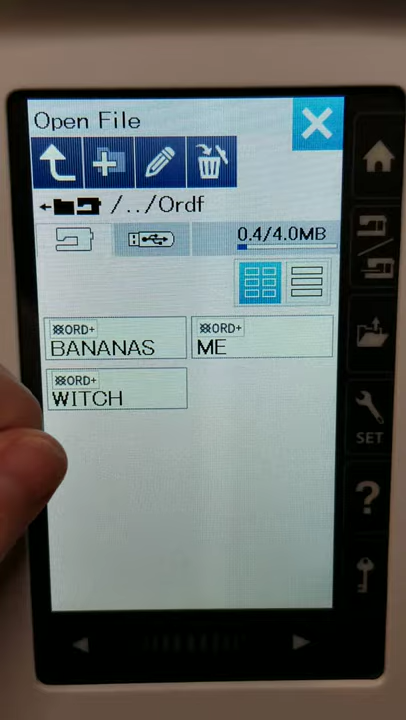 Open File
/../Ordf
0.4/4.0MB
ORD+
BANANAS
ORD+
ME
ORD+
WITCH
SET
?